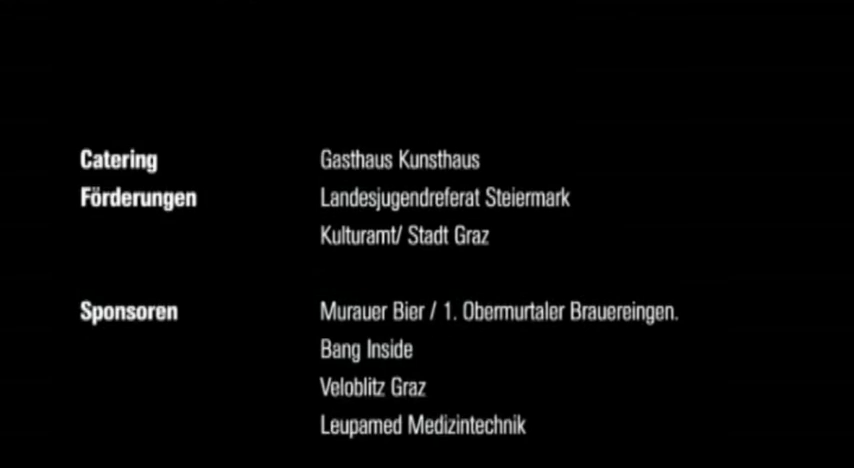 Catering Gasthaus Kunsthaus
Förderungen Landesjugendreferat Steiermark
Kulturamt/ Stadt Graz
Sponsoren Murauer Bier / 1. Obermurtaler Brauereingen.
Bang Inside
Veloblitz Graz
Leupamed Medizintechnik